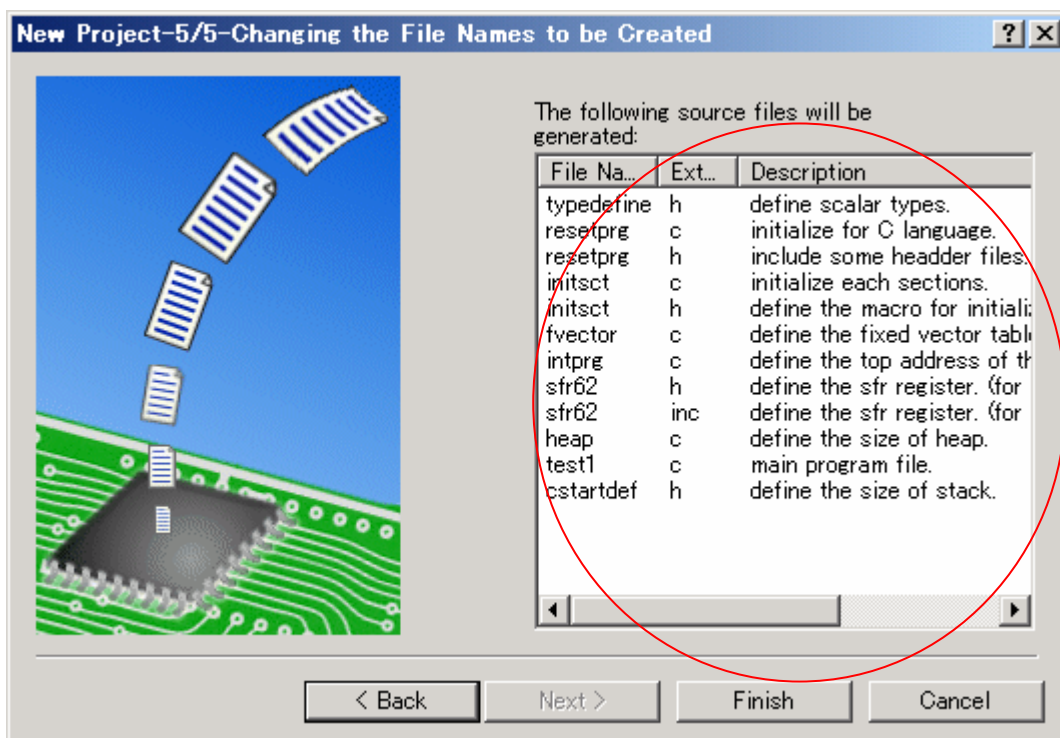 New Project-5/5-Changing the File Names to be Created
The following source files will be
generated:
File Na... Ext... Description
typedefine h define scalar types.
resetprg c initialize for C language.
resetprg h include some headder files.
initsct c initialize each sections.
initsct h define the macro for initiali
fvector c define the fixed vector tabl
intprg c define the top address of th
sfr62 h define the sfr register. (for
sfr62 inc define the sfr register. (for
heap c define the size of heap.
test1 c main program file.
cstartdef h define the size of stack.
< Back Next > Finish Cancel